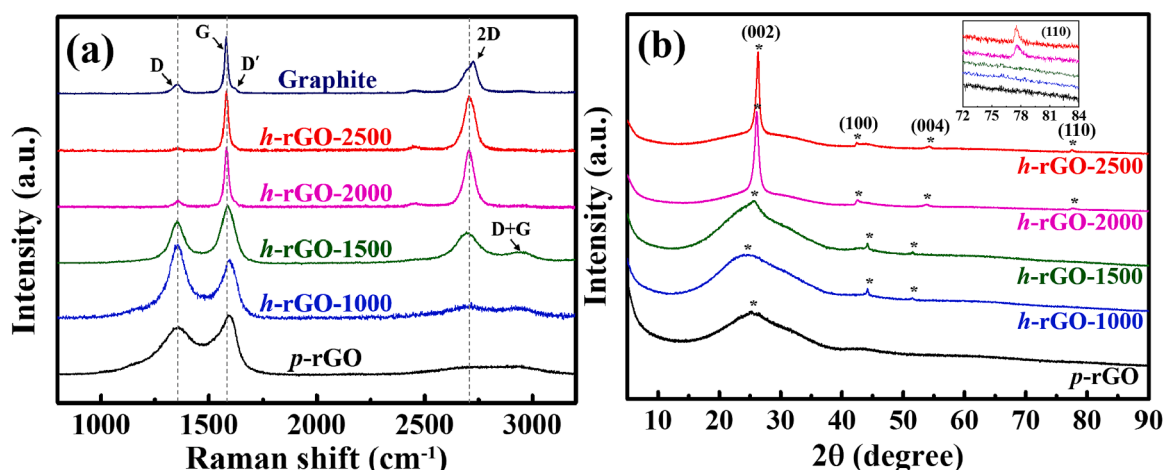 (a)
G
D
D′
2D
Graphite
h-rGO-2500
h-rGO-2000
h-rGO-1500
D+G
h-rGO-1000
p-rGO
Intensity (a.u.)
1000 1500 2000 2500 3000
Raman shift (cm⁻¹)
(b)
(002)
*
*
(110)
72 75 78 81 84
(100)
*
(004)
*
(110)
*
h-rGO-2500
*
*
*
h-rGO-2000
*
*
*
h-rGO-1500
*
*
*
h-rGO-1000
*
p-rGO
Intensity (a.u.)
10 20 30 40 50 60 70 80 90
2θ (degree)